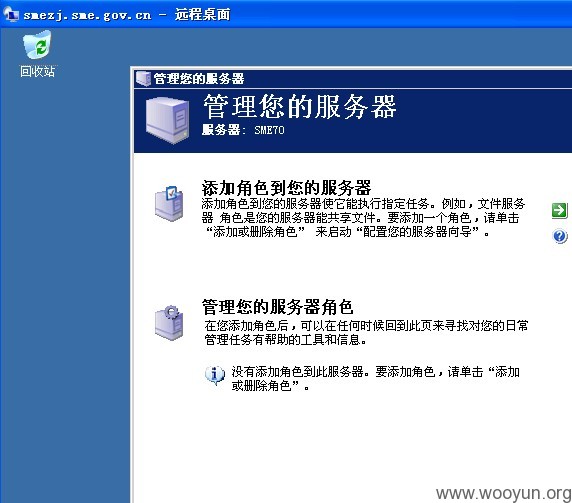 smezj.sme.gov.cn - 远程桌面
回收站
管理您的服务器
管理您的服务器
服务器: SME70
添加角色到您的服务器
添加角色到您的服务器使它能执行指定任务。例如，文件服务
器 角色是您的服务器能共享文件。要添加一个角色，请单击
“添加或删除角色” 来启动“配置您的服务器向导”。
管理您的服务器角色
在您添加角色后，可以在任何时候回到此页来寻找对您的日常
管理任务有帮助的工具和信息。
没有添加角色到此服务器。要添加角色，请单击“添加
或删除角色”。
www.wooyun.org